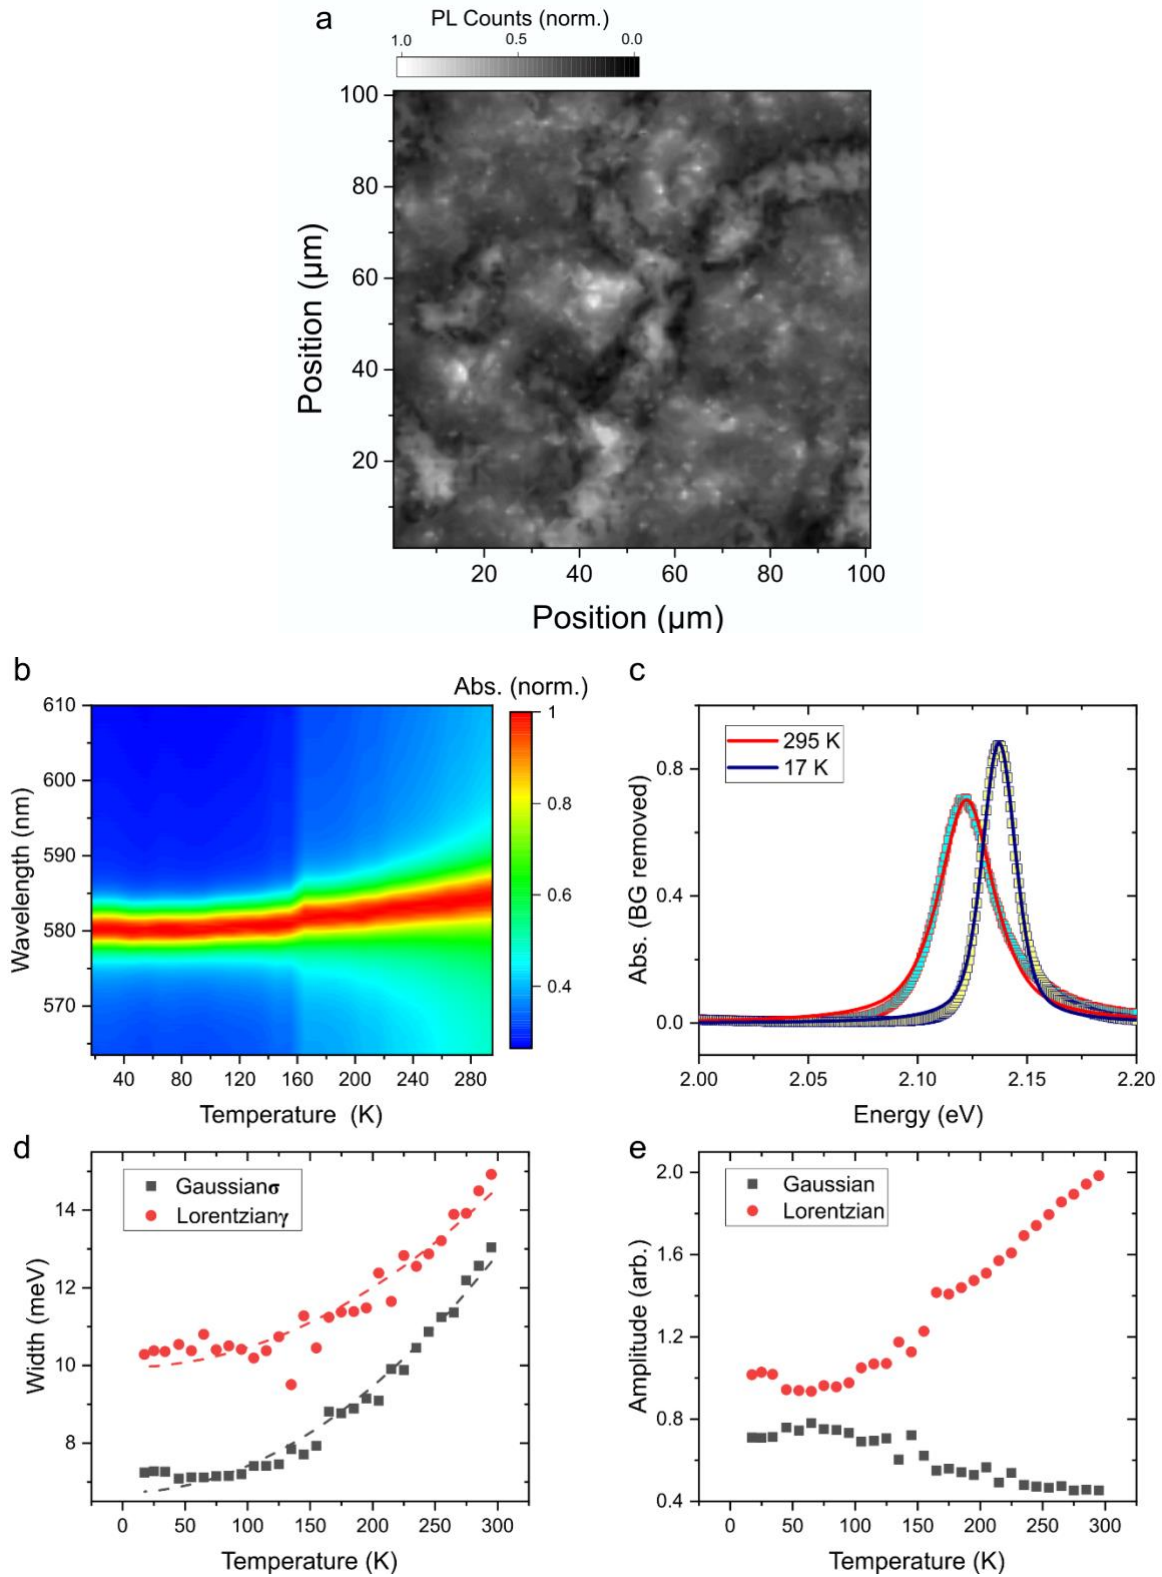 a
PL Counts (norm.)
1.0 0.5 0.0
100
80
60
40
20
Position (μm)
20 40 60 80 100
Position (μm)
b
Abs. (norm.)
610
600
590
580
570
Wavelength (nm)
1
0.8
0.6
0.4
40 80 120 160 200 240 280
Temperature (K)
c
295 K
17 K
0.8
0.4
0.0
Abs. (BG removed)
2.00 2.05 2.10 2.15 2.20
Energy (eV)
d
Gaussianσ
Lorentzianγ
14
12
10
8
Width (meV)
0 50 100 150 200 250 300
Temperature (K)
e
Gaussian
Lorentzian
2.0
1.6
1.2
0.8
0.4
Amplitude (arb.)
0 50 100 150 200 250 300
Temperature (K)